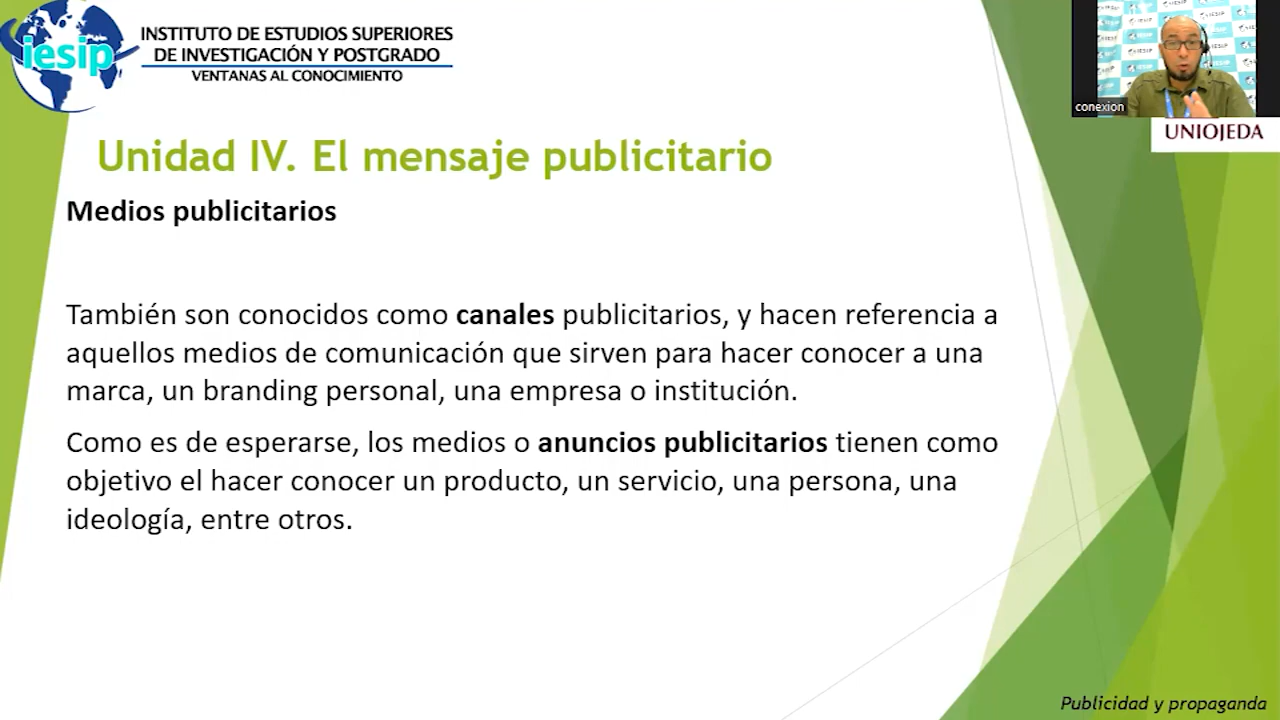 iesip
INSTITUTO DE ESTUDIOS SUPERIORES
DE INVESTIGACIÓN Y POSTGRADO
VENTANAS AL CONOCIMIENTO
conexion
UNIOJEDA
Unidad IV. El mensaje publicitario
Medios publicitarios
También son conocidos como canales publicitarios, y hacen referencia a
aquellos medios de comunicación que sirven para hacer conocer a una
marca, un branding personal, una empresa o institución.
Como es de esperarse, los medios o anuncios publicitarios tienen como
objetivo el hacer conocer un producto, un servicio, una persona, una
ideología, entre otros.
Publicidad y propaganda